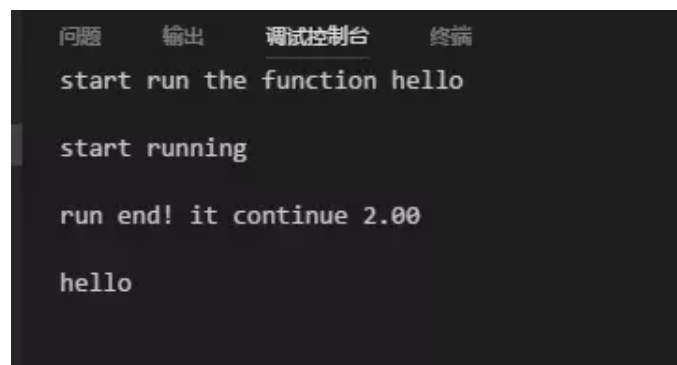 问题 输出 调试控制台 终端
start run the function hello
start running
run end! it continue 2.00
hello